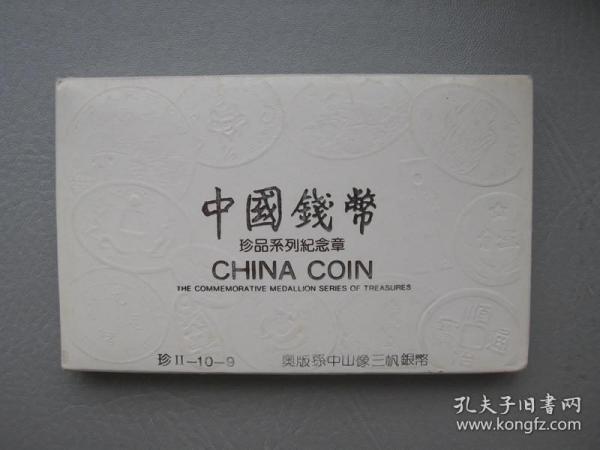 中國錢幣
珍品系列紀念章
CHINA COIN
THE COMMEMORATIVE MEDALLION SERIES OF TREASURES
珍II-10-9 奧版孫中山像三帆銀幣
孔夫子旧書网
www.kongfz.com